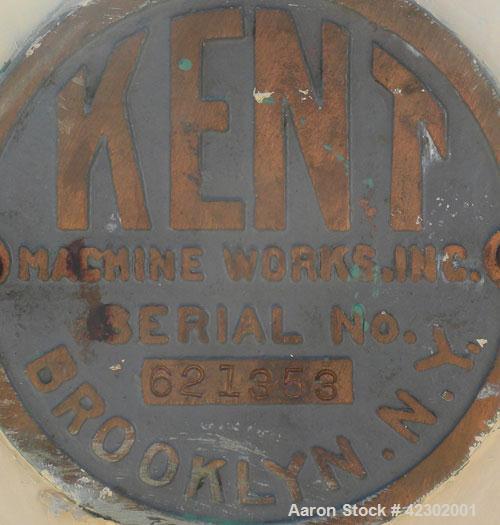 KENT
MACHINE WORKS, INC.
SERIAL NO.
621353
BROOKLYN. N.Y.
Aaron Stock # 42302001